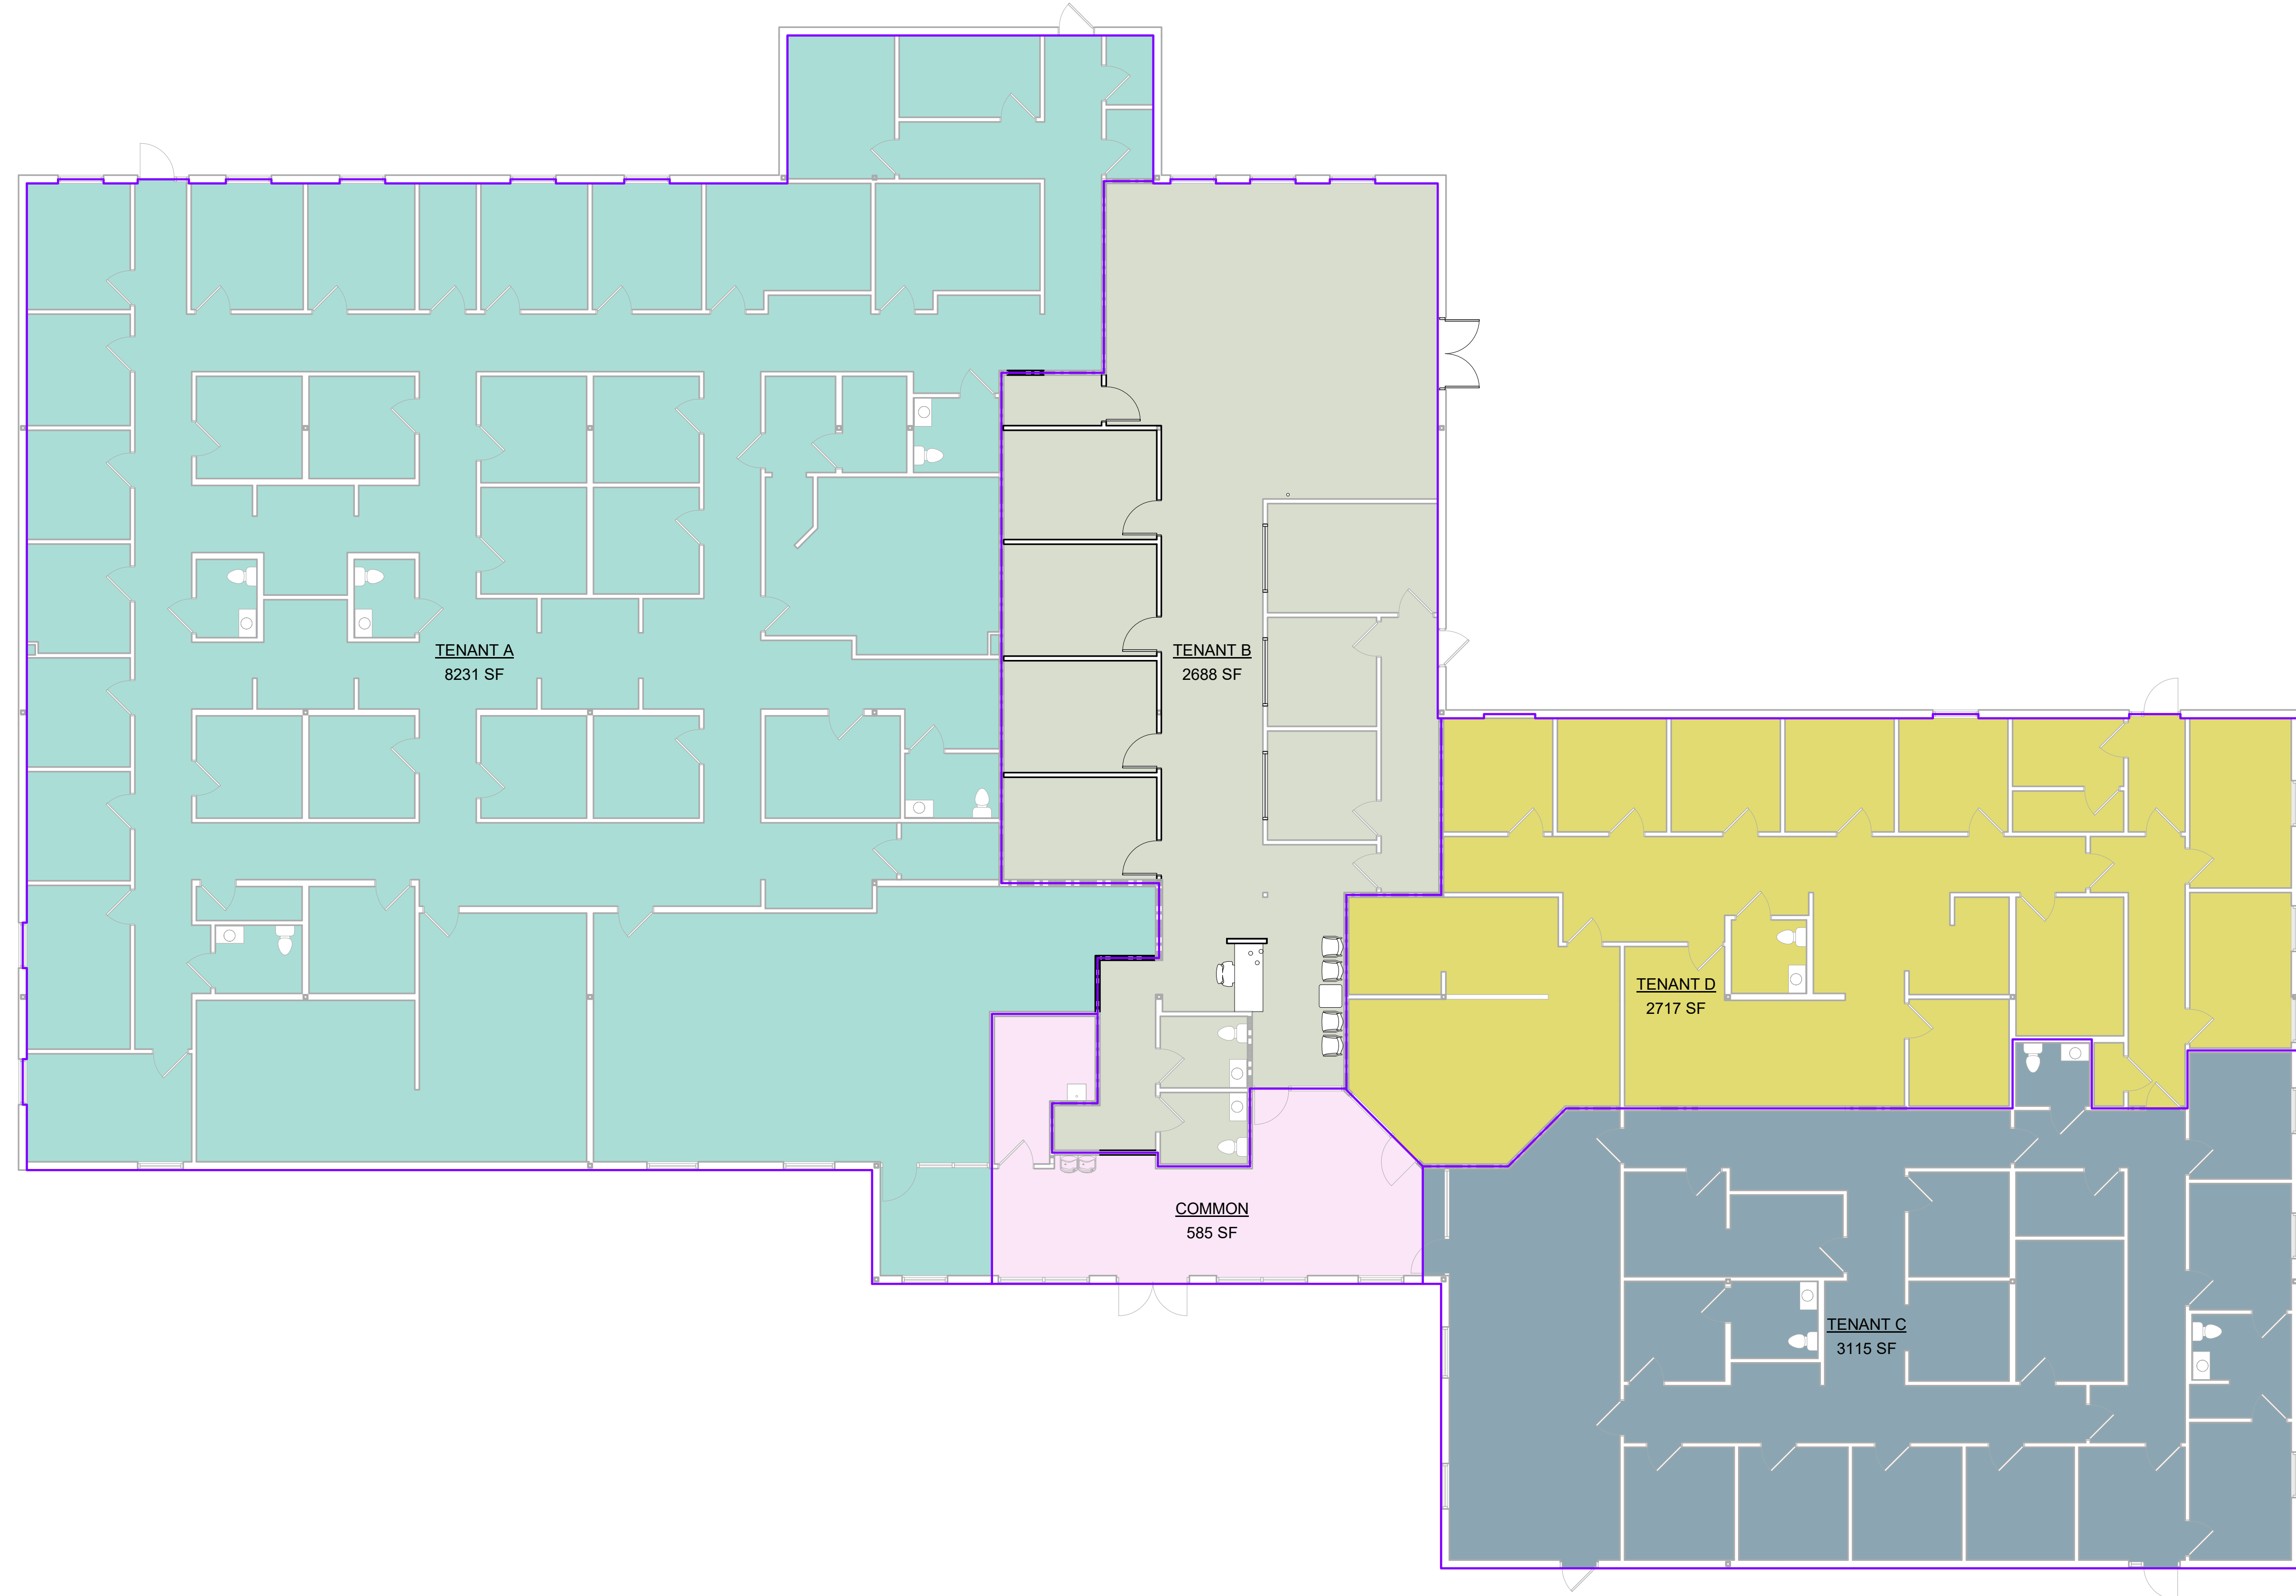 TENANT A
8231 SF
TENANT B
2688 SF
TENANT D
2717 SF
COMMON
585 SF
TENANT C
3115 SF